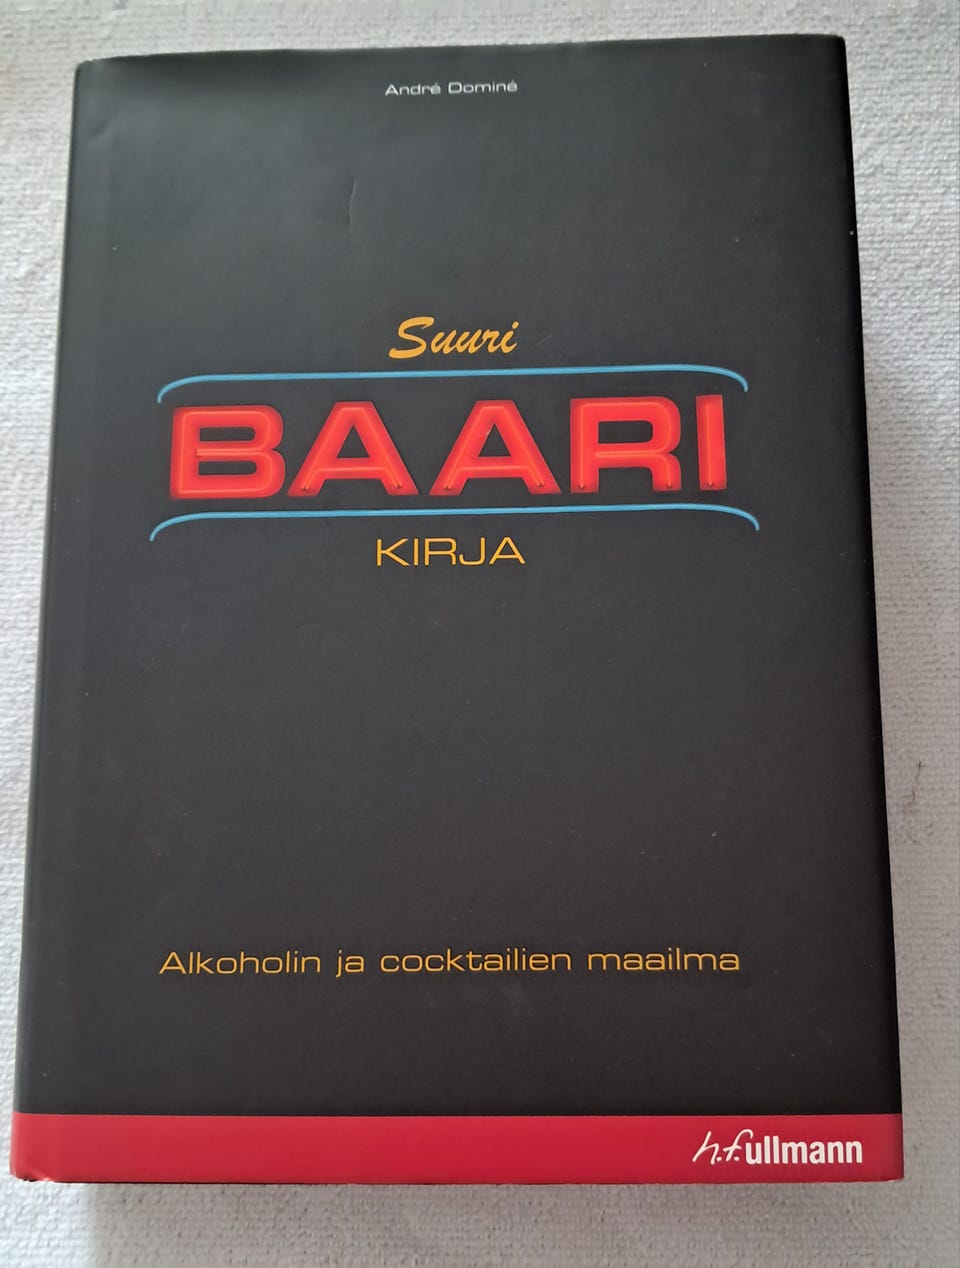 André Dominé
Suuri
BAARI
KIRJA
Alkoholin ja cocktailien maailma
h.f.ullmann